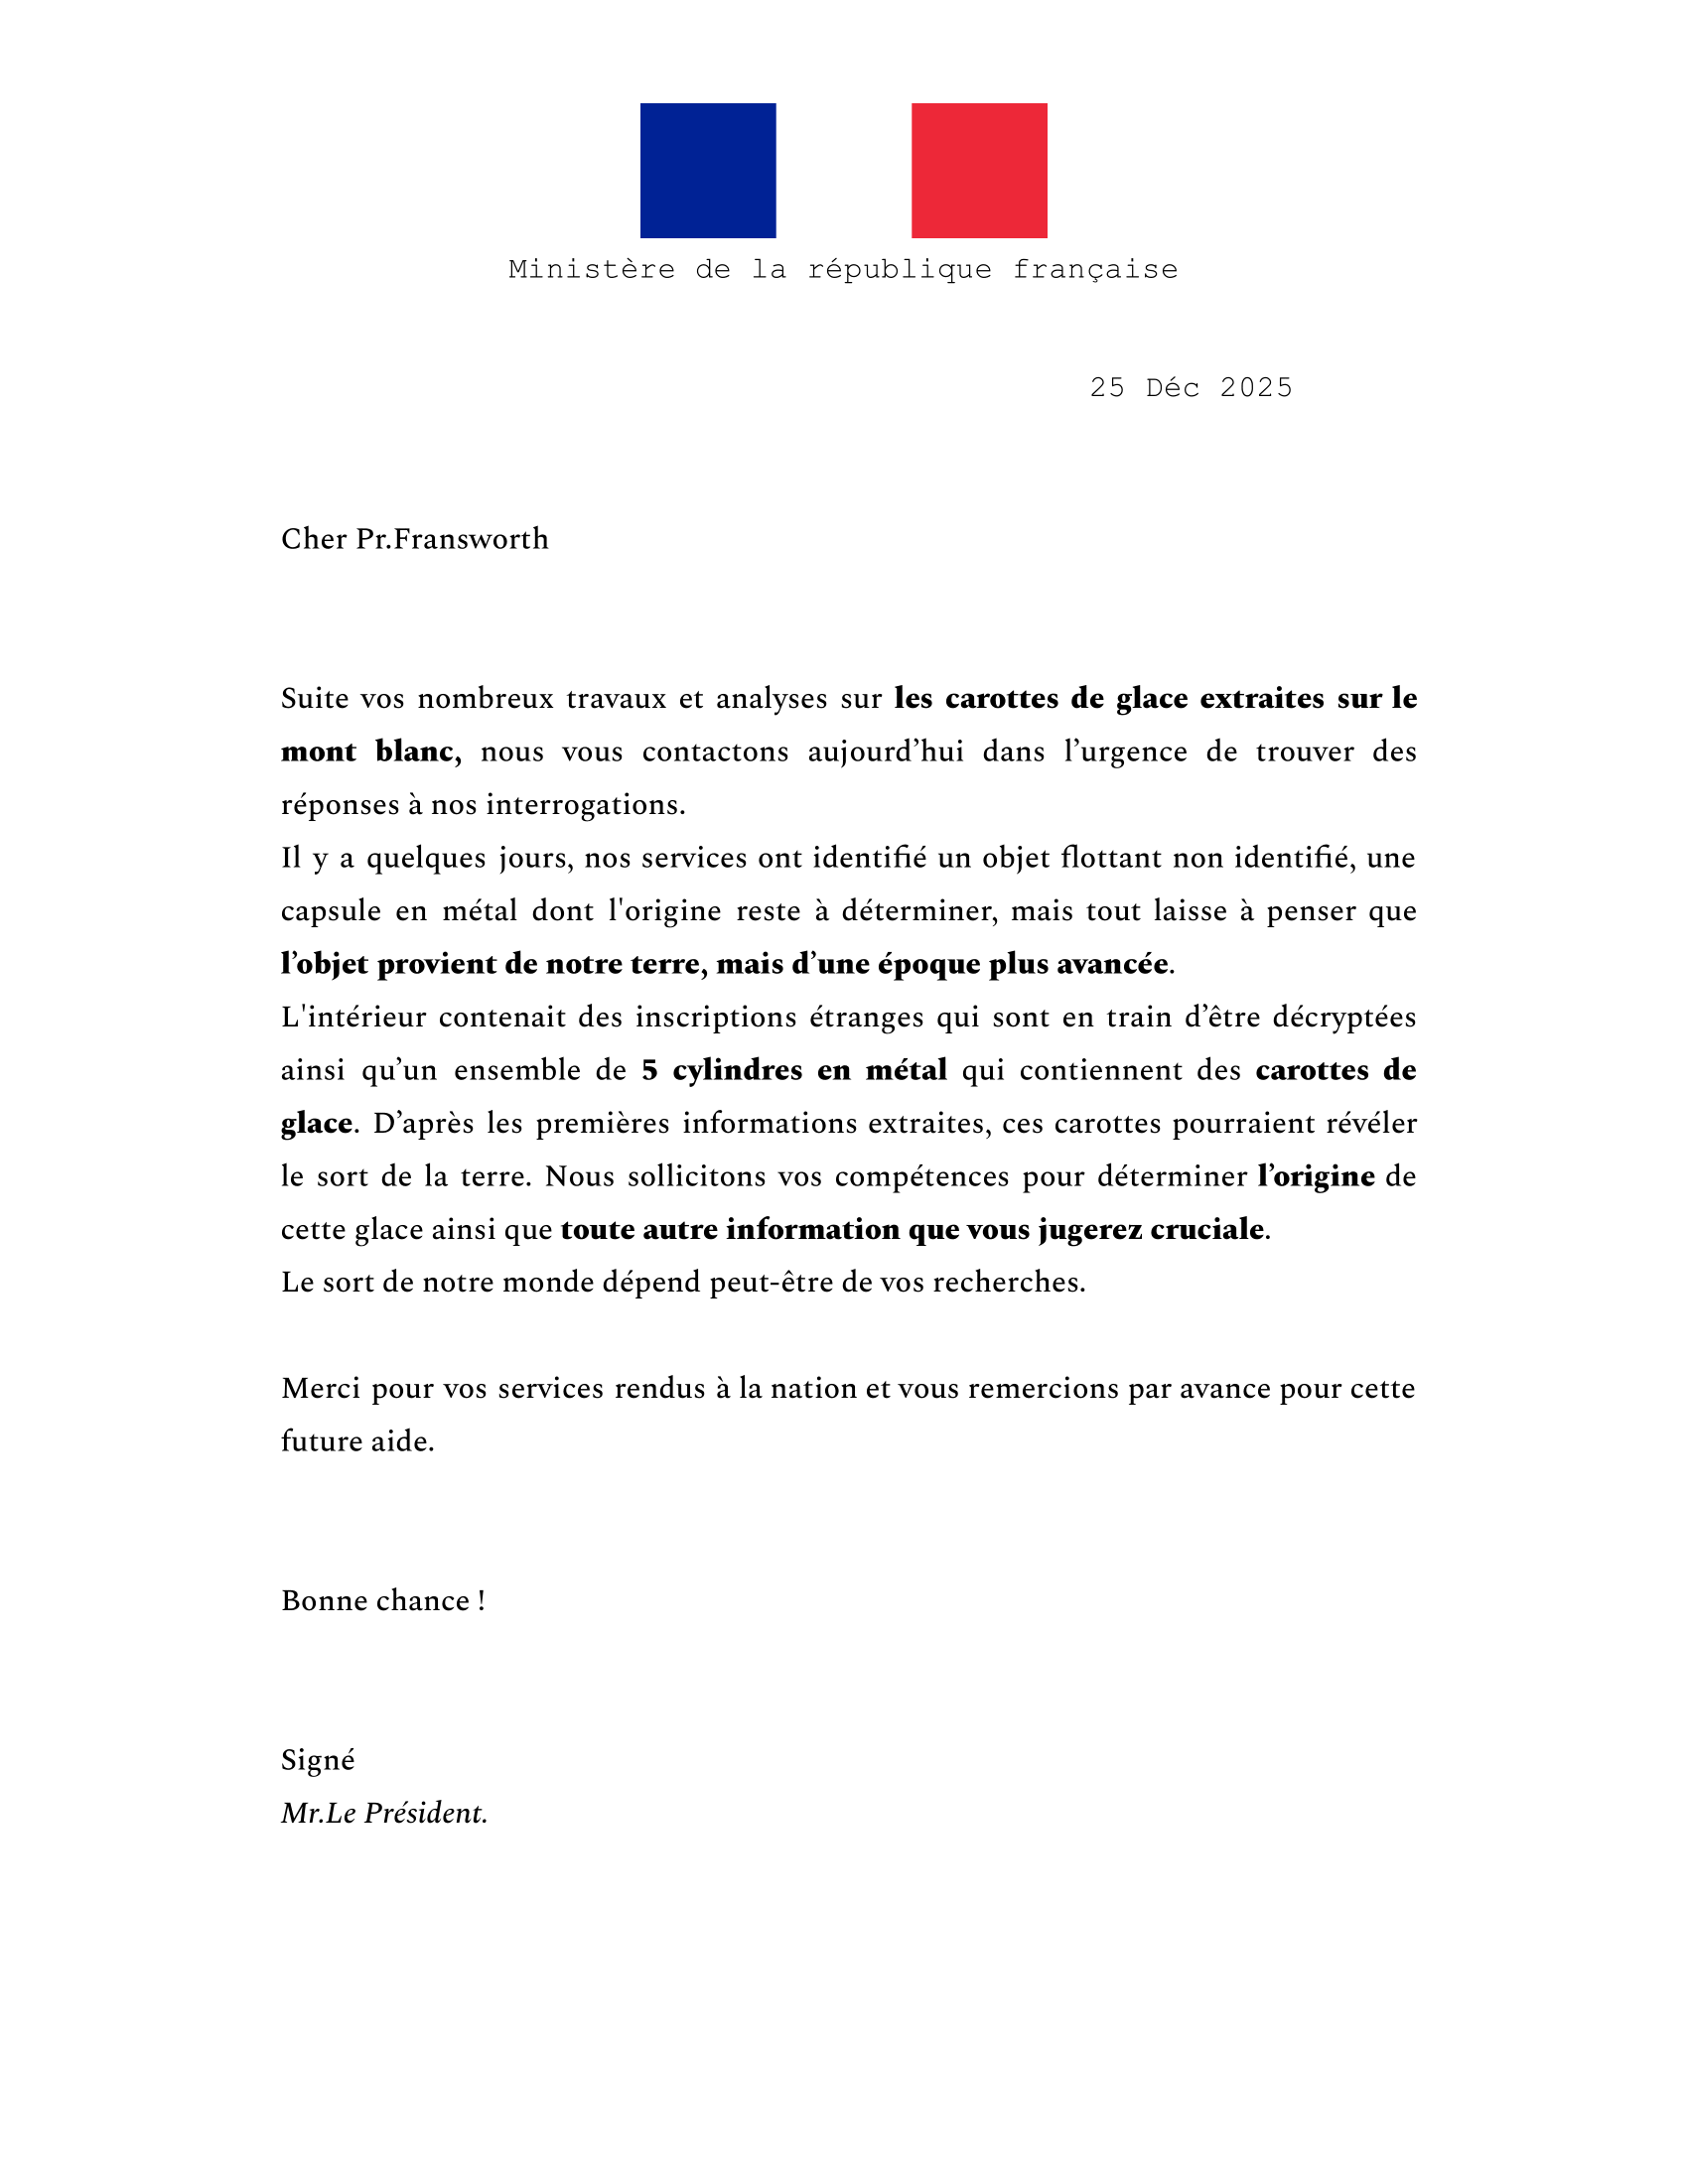 Ministère de la république française
25 Déc 2025
Cher Pr.Fransworth
Suite vos nombreux travaux et analyses sur les carottes de glace extraites sur le
mont blanc, nous vous contactons aujourd’hui dans l’urgence de trouver des
réponses à nos interrogations.
Il y a quelques jours, nos services ont identifié un objet flottant non identifié, une
capsule en métal dont l'origine reste à déterminer, mais tout laisse à penser que
l’objet provient de notre terre, mais d’une époque plus avancée.
L'intérieur contenait des inscriptions étranges qui sont en train d’être décryptées
ainsi qu’un ensemble de 5 cylindres en métal qui contiennent des carottes de
glace. D’après les premières informations extraites, ces carottes pourraient révéler
le sort de la terre. Nous sollicitons vos compétences pour déterminer l’origine de
cette glace ainsi que toute autre information que vous jugerez cruciale.
Le sort de notre monde dépend peut-être de vos recherches.
Merci pour vos services rendus à la nation et vous remercions par avance pour cette
future aide.
Bonne chance !
Signé
Mr.Le Président.